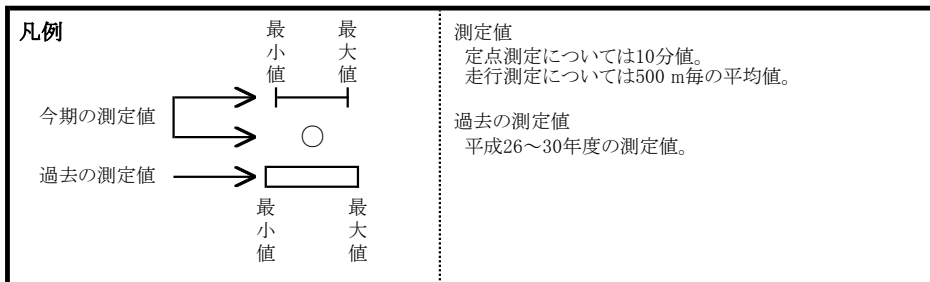 凡例
最小値
最大値
今期の測定値
過去の測定値
最小値
最大値
測定値
定点測定については10分値。
走行測定については500 m毎の平均値。
過去の測定値
平成26～30年度の測定値。